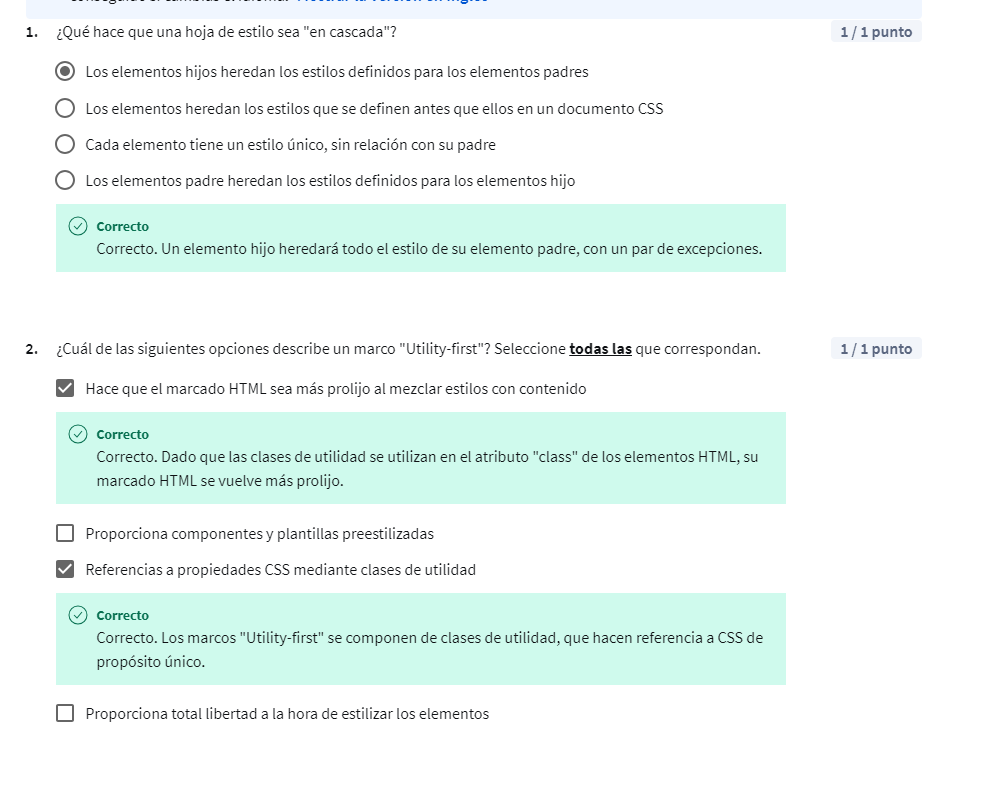 1. ¿Qué hace que una hoja de estilo sea "en cascada"? 1 / 1 punto
Los elementos hijos heredan los estilos definidos para los elementos padres
Los elementos heredan los estilos que se definen antes que ellos en un documento CSS
Cada elemento tiene un estilo único, sin relación con su padre
Los elementos padre heredan los estilos definidos para los elementos hijo
Correcto
Correcto. Un elemento hijo heredará todo el estilo de su elemento padre, con un par de excepciones.
2. ¿Cuál de las siguientes opciones describe un marco "Utility-first"? Seleccione todas las que correspondan. 1 / 1 punto
Hace que el marcado HTML sea más prolijo al mezclar estilos con contenido
Correcto
Correcto. Dado que las clases de utilidad se utilizan en el atributo "class" de los elementos HTML, su
marcado HTML se vuelve más prolijo.
Proporciona componentes y plantillas preestilizadas
Referencias a propiedades CSS mediante clases de utilidad
Correcto
Correcto. Los marcos "Utility-first" se componen de clases de utilidad, que hacen referencia a CSS de
propósito único.
Proporciona total libertad a la hora de estilizar los elementos